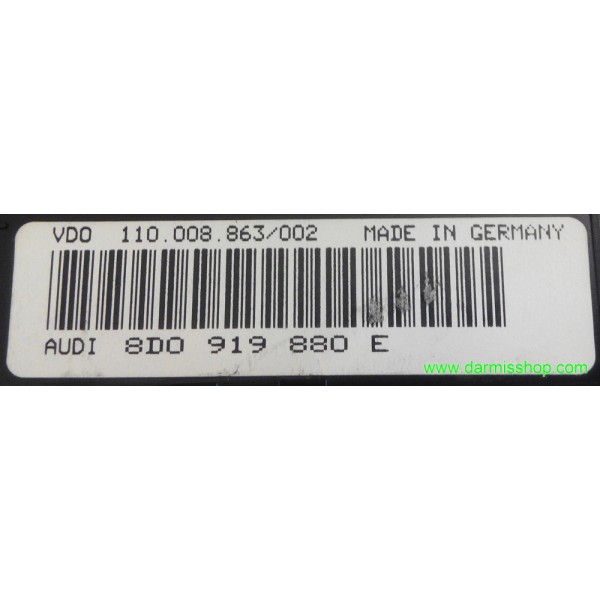 VDO 110.008.863/002 MADE IN GERMANY
AUDI 8D0 919 880 E
www.darmisshop.com